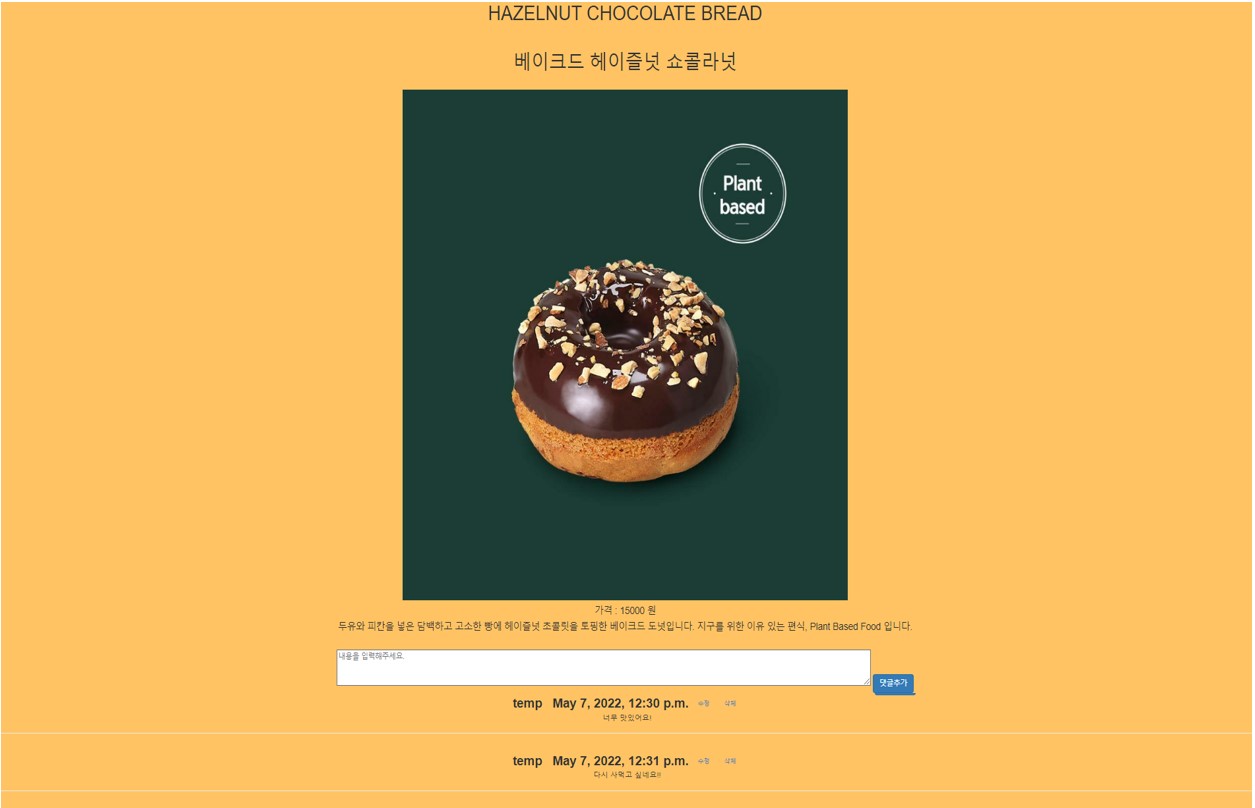 HAZELNUT CHOCOLATE BREAD
베이크드 헤이즐넛 쇼콜라넛
Plant
based
가격 : 15000 원
두유와 피칸을 넣은 담백하고 고소한 빵에 헤이즐넛 초콜릿을 토핑한 베이크드 도넛입니다. 지구를 위한 이유 있는 편식, Plant Based Food 입니다.
내용을 입력해주세요.
댓글추가
temp May 7, 2022, 12:30 p.m. 수정 삭제
너무 맛있어요!
temp May 7, 2022, 12:31 p.m. 수정 삭제
다시 사먹고 싶네요!!